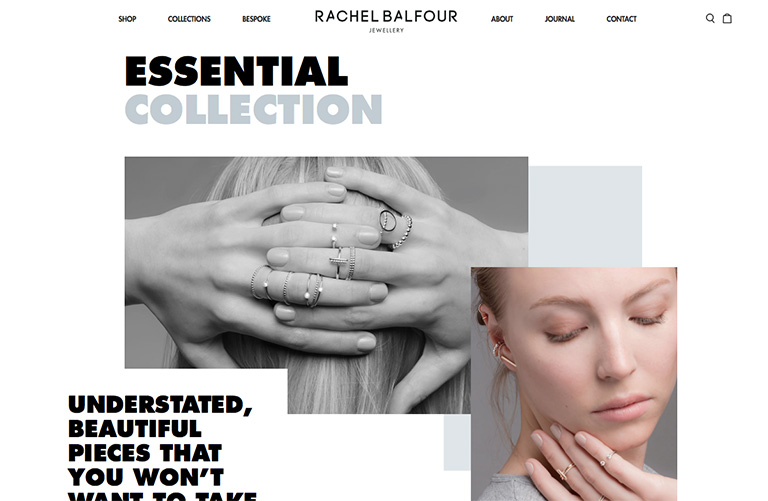 SHOP COLLECTIONS BESPOKE RACHEL BALFOUR ABOUT JOURNAL CONTACT
JEWELLERY
ESSENTIAL
COLLECTION
UNDERSTATED,
BEAUTIFUL
PIECES THAT
YOU WON’T
WANT TO TAKE